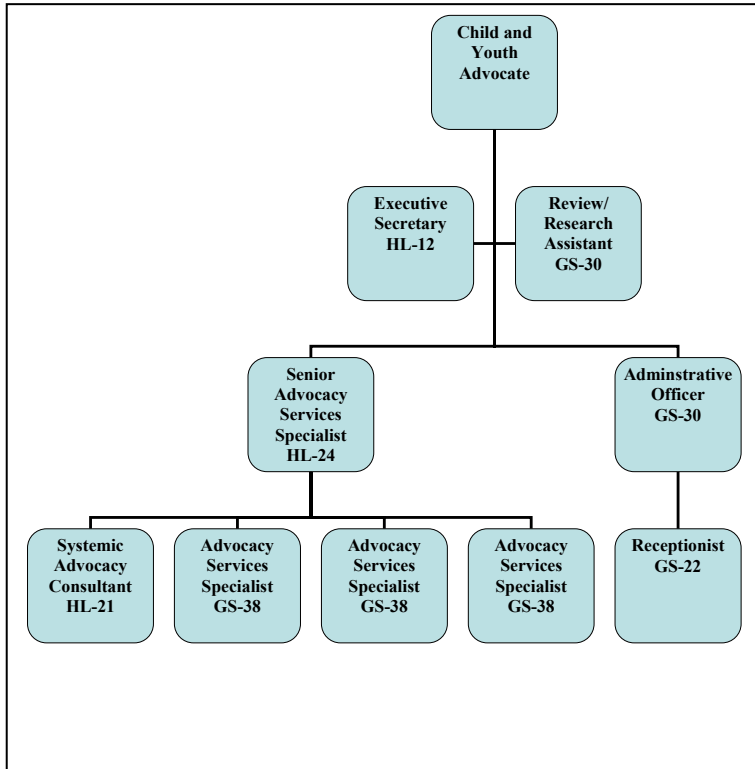 Child and
Youth
Advocate
Executive
Secretary
HL-12
Review/
Research
Assistant
GS-30
Senior
Advocacy
Services
Specialist
HL-24
Adminstrative
Officer
GS-30
Systemic
Advocacy
Consultant
HL-21
Advocacy
Services
Specialist
GS-38
Advocacy
Services
Specialist
GS-38
Advocacy
Services
Specialist
GS-38
Receptionist
GS-22